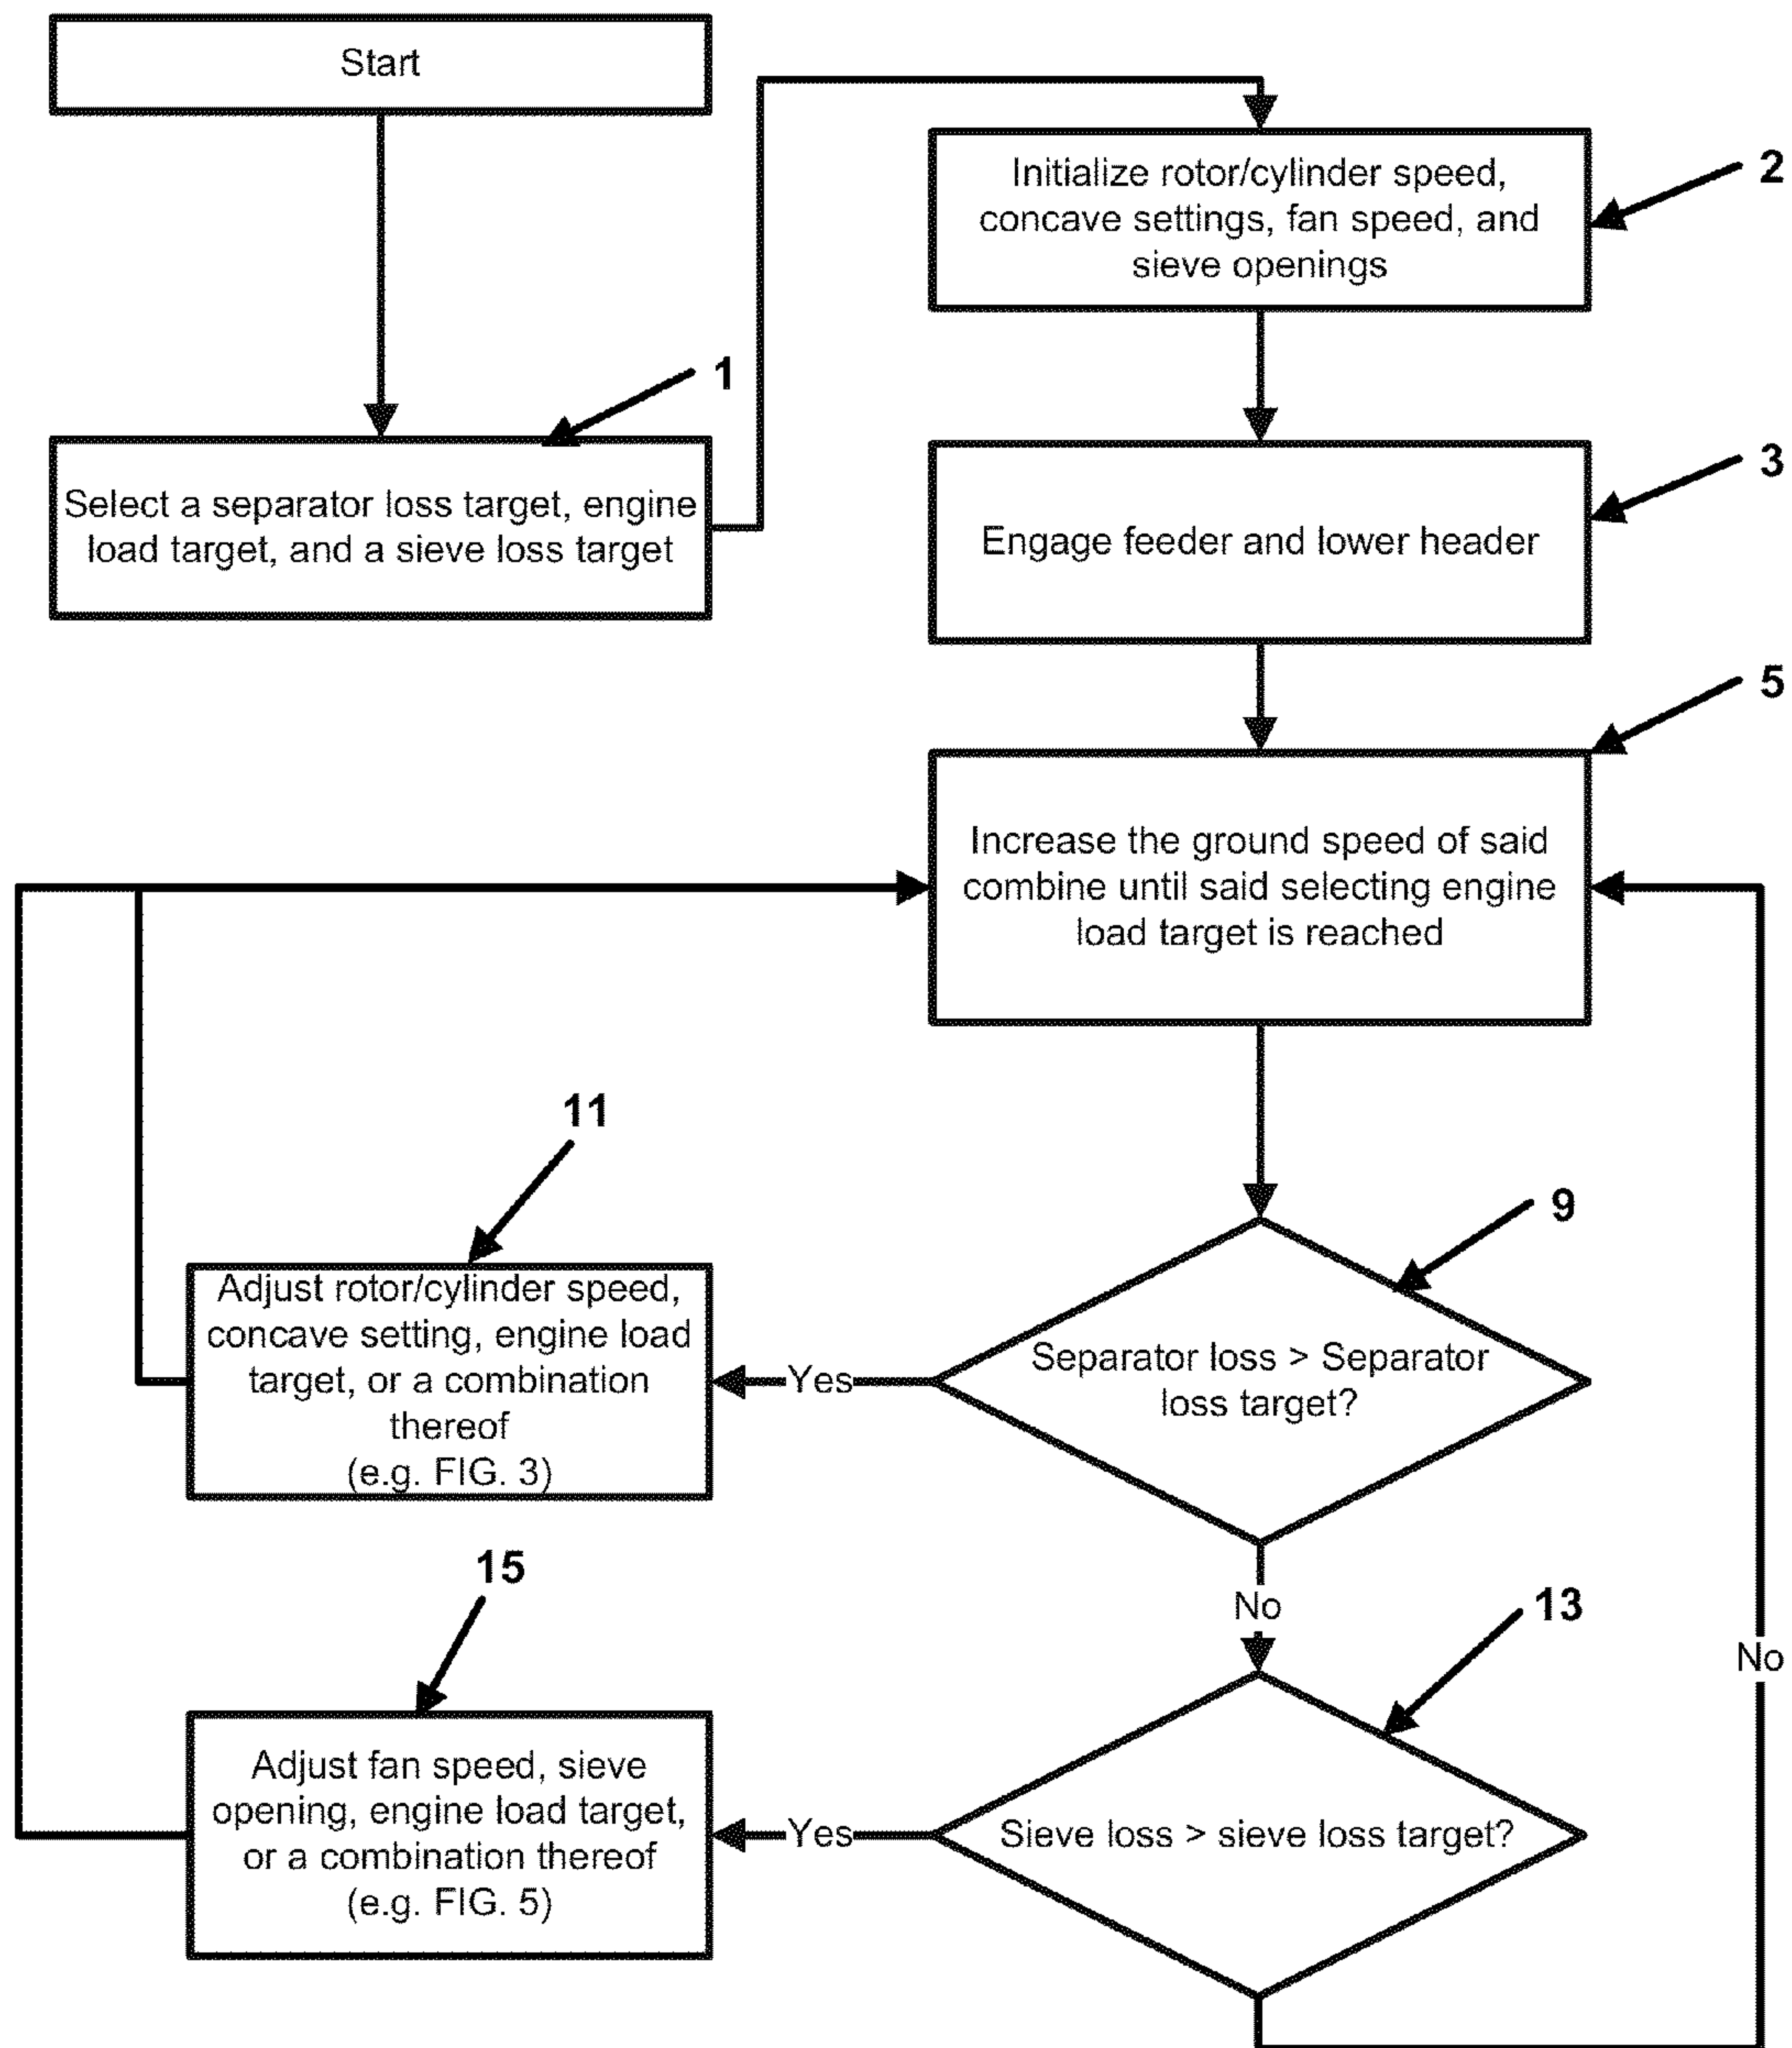 Start
1
Select a separator loss target, engine
load target, and a sieve loss target
Initialize rotor/cylinder speed,
concave settings, fan speed, and
sieve openings
2
Engage feeder and lower header
3
5
Increase the ground speed of said
combine until said selecting engine
load target is reached
9
Separator loss > Separator
loss target?
Yes
11
Adjust rotor/cylinder speed,
concave setting, engine load
target, or a combination
thereof
(e.g. FIG. 3)
No
13
Sieve loss > sieve loss target?
Yes
15
Adjust fan speed, sieve
opening, engine load target,
or a combination thereof
(e.g. FIG. 5)
No